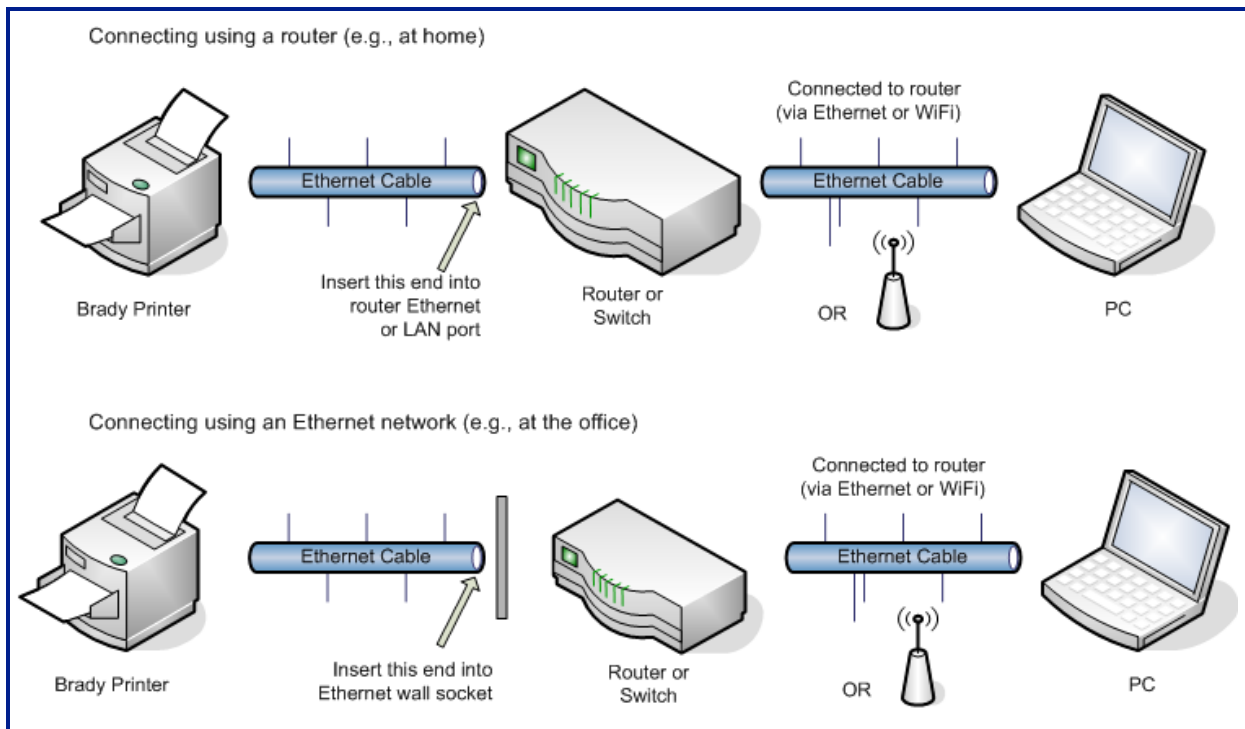 Connecting using a router (e.g., at home)
Connected to router
(via Ethernet or WiFi)
Ethernet Cable
Ethernet Cable
Insert this end into
router Ethernet
or LAN port
Brady Printer
Router or
Switch
OR
PC
Connecting using an Ethernet network (e.g., at the office)
Connected to router
(via Ethernet or WiFi)
Ethernet Cable
Ethernet Cable
Insert this end into
Ethernet wall socket
Brady Printer
Router or
Switch
OR
PC